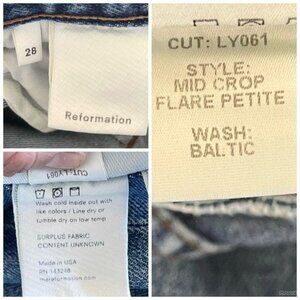 28
Reformation
CUT: LY061
STYLE:
MID CROP
FLARE PETITE
WASH:
BALTIC
CUT: LY061
Wash cold inside out with
like colors / Line dry or
tumble dry on low temp
SURPLUS FABRIC
CONTENT UNKNOWN
Made in USA
RN 143248
thereformation.com